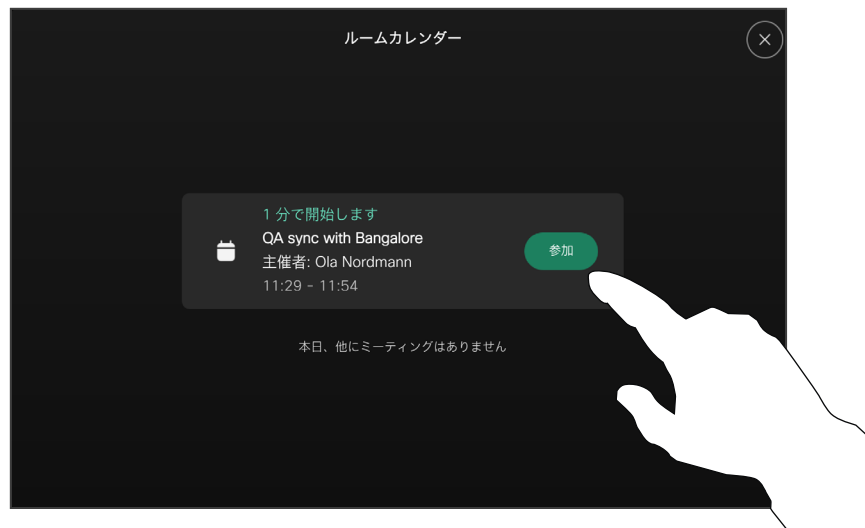 ルームカレンダー
1 分で開始します
QA sync with Bangalore
主催者: Ola Nordmann
参加
11:29 - 11:54
本日、他にミーティングはありません